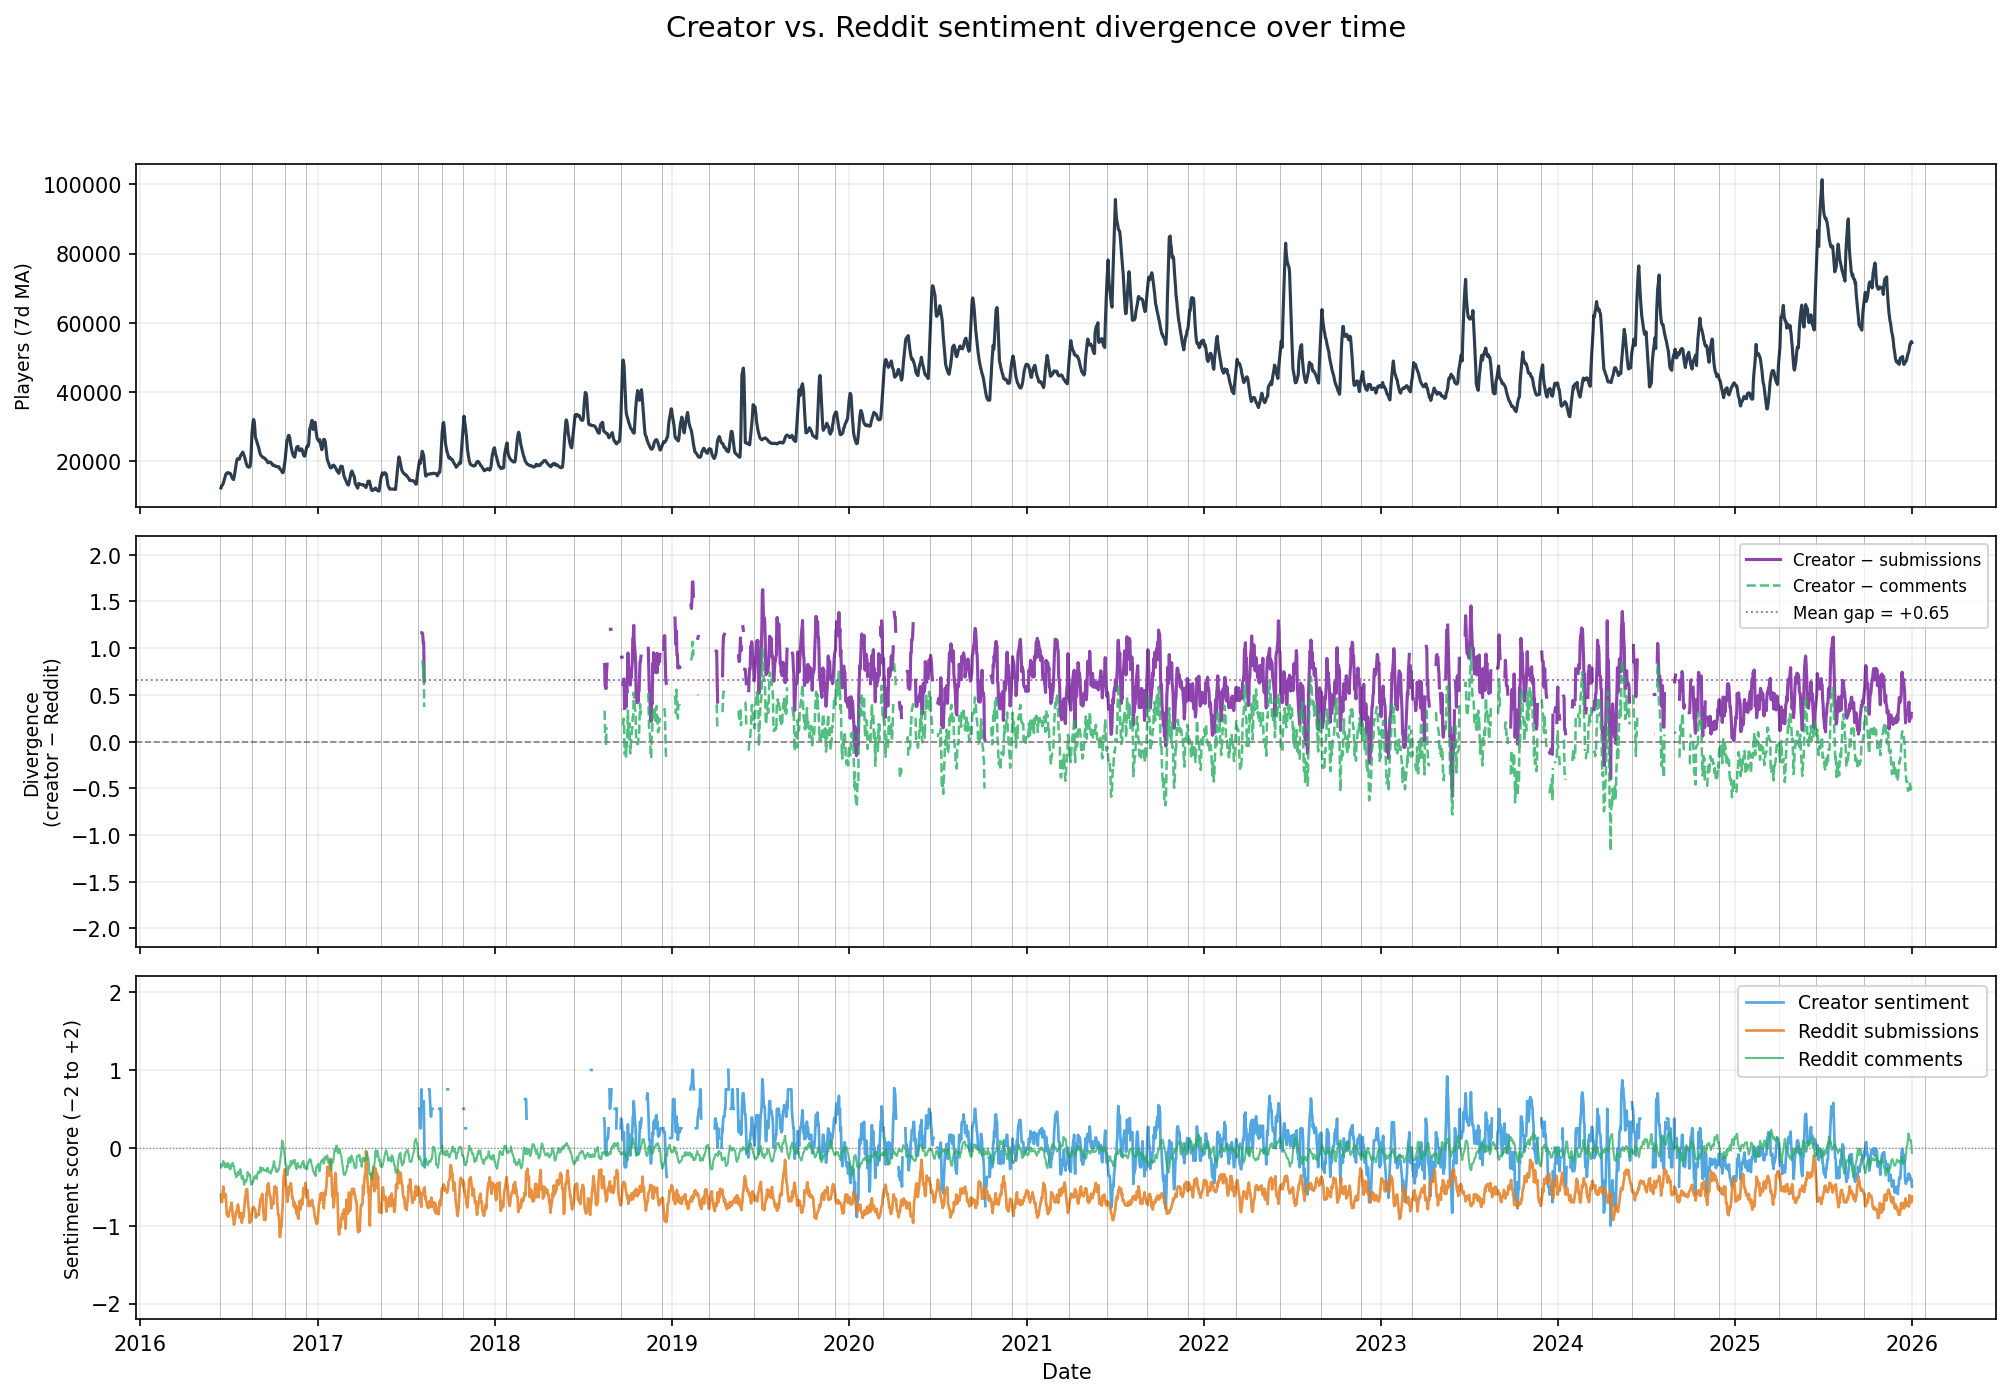 Creator vs. Reddit sentiment divergence over time
Players (7d MA)
100000
80000
60000
40000
20000
Divergence
(creator − Reddit)
2.0
1.5
1.0
0.5
0.0
−0.5
−1.0
−1.5
−2.0
Creator − submissions
Creator − comments
Mean gap = +0.65
Sentiment score (−2 to +2)
2
1
0
−1
−2
Creator sentiment
Reddit submissions
Reddit comments
2016 2017 2018 2019 2020 2021 2022 2023 2024 2025 2026
Date